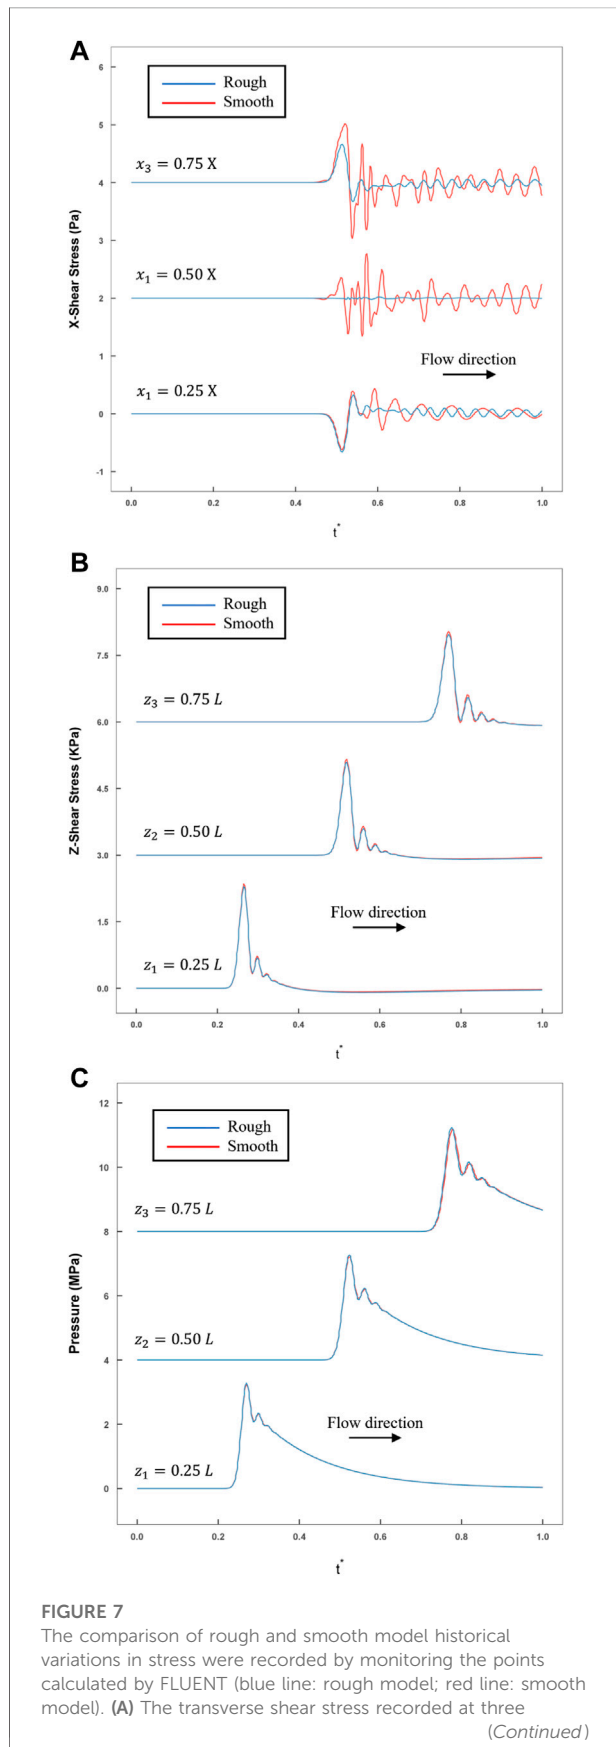 A
Rough
Smooth
6
5
4
3
2
1
0
-1
X-Shear Stress (Pa)
x₃ = 0.75 X
x₁ = 0.50 X
Flow direction
x₁ = 0.25 X
0.0 0.2 0.4 0.6 0.8 1.0
t*
B
Rough
Smooth
9.0
7.5
6.0
4.5
3.0
1.5
0.0
Z-Shear Stress (KPa)
z₃ = 0.75 L
z₂ = 0.50 L
Flow direction
z₁ = 0.25 L
0.0 0.2 0.4 0.6 0.8 1.0
t*
C
Rough
Smooth
12
10
8
6
4
2
0
Pressure (MPa)
z₃ = 0.75 L
z₂ = 0.50 L
Flow direction
z₁ = 0.25 L
0.0 0.2 0.4 0.6 0.8 1.0
t*
FIGURE 7
The comparison of rough and smooth model historical
variations in stress were recorded by monitoring the points
calculated by FLUENT (blue line: rough model; red line: smooth
model). (A) The transverse shear stress recorded at three
(Continued)